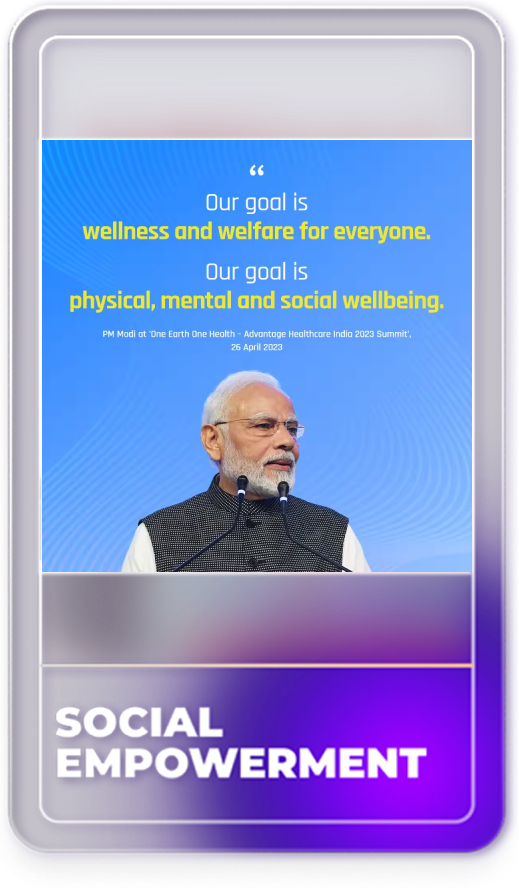 “
Our goal is
wellness and welfare for everyone.
Our goal is
physical, mental and social wellbeing.
PM Modi at 'One Earth One Health - Advantage Healthcare India 2023 Summit',
26 April 2023
SOCIAL
EMPOWERMENT